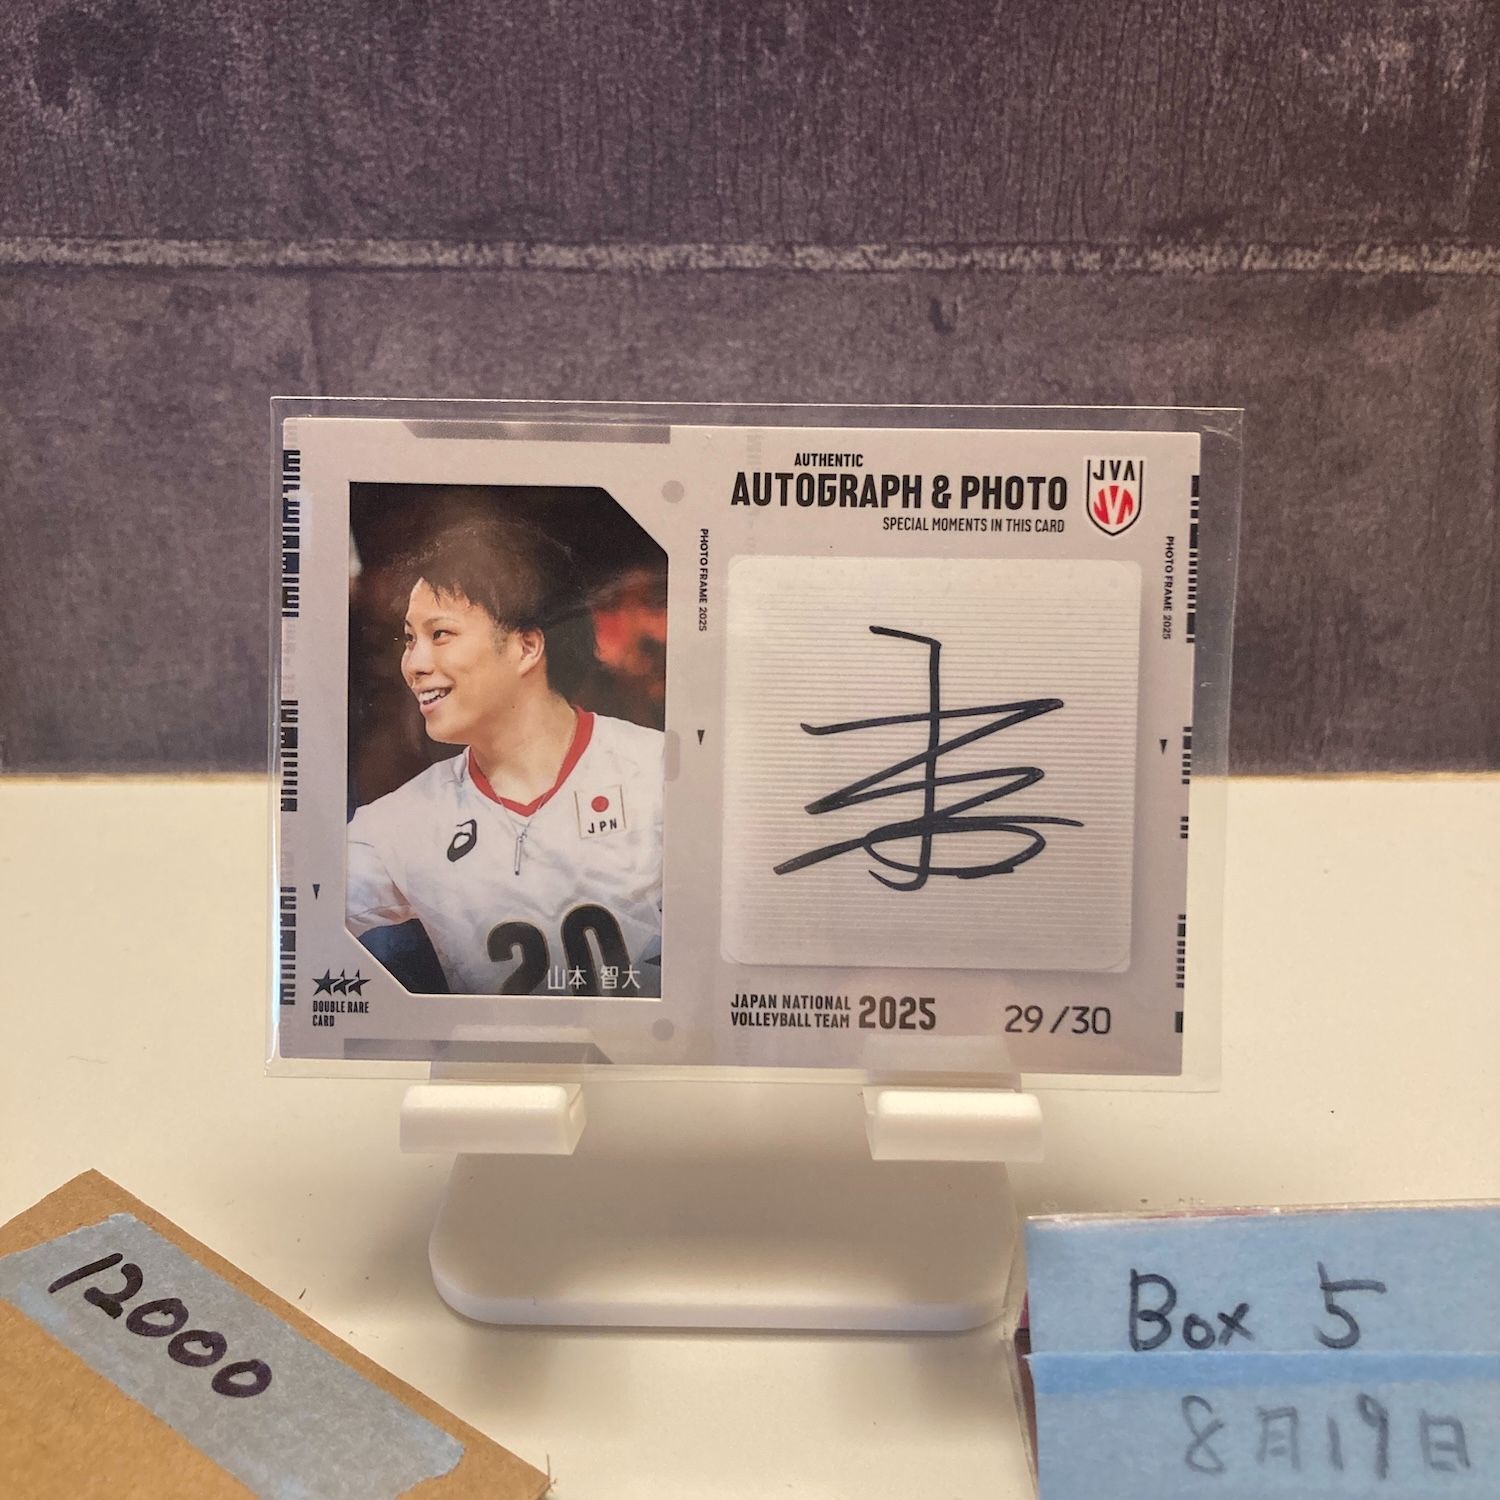 AUTHENTIC
AUTOGRAPH & PHOTO
SPECIAL MOMENTS IN THIS CARD
JVA
PHOTO FRAME 2025
PHOTO FRAME 2025
JPN
20
山本 智大
DOUBLE RARE
CARD
JAPAN NATIONAL
VOLLEYBALL TEAM 2025
29/30
12000
Box 5
8月19日